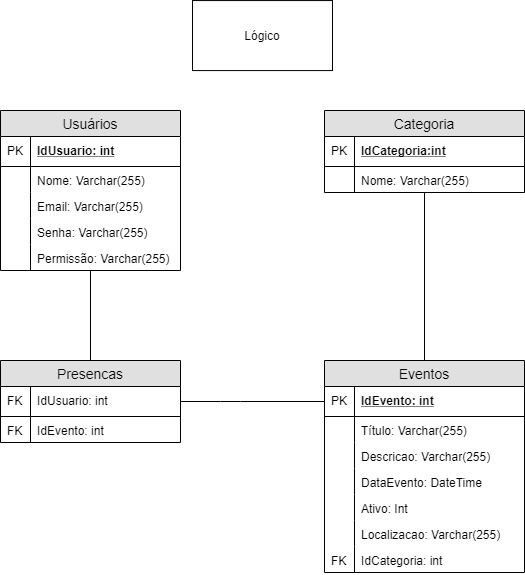 Lógico
Usuários
PK IdUsuario: int
Nome: Varchar(255)
Email: Varchar(255)
Senha: Varchar(255)
Permissão: Varchar(255)
Categoria
PK IdCategoria:int
Nome: Varchar(255)
Presencas
FK IdUsuario: int
FK IdEvento: int
Eventos
PK IdEvento: int
Título: Varchar(255)
Descricao: Varchar(255)
DataEvento: DateTime
Ativo: Int
Localizacao: Varchar(255)
FK IdCategoria: int